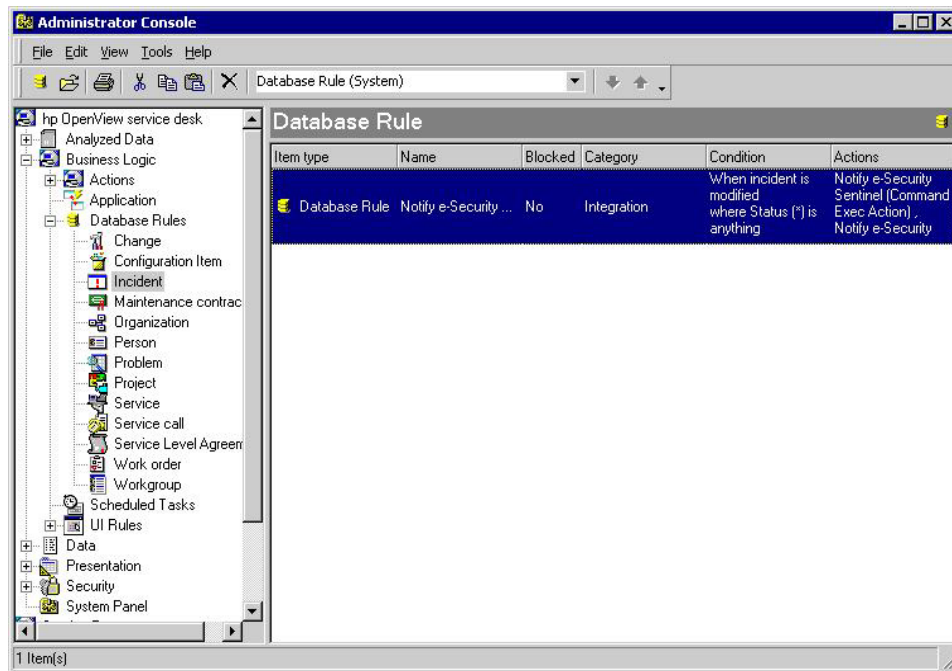 Administrator Console
File Edit View Tools Help
Database Rule (System)
hp OpenView service desk
Analyzed Data
Business Logic
Actions
Application
Database Rules
Change
Configuration Item
Incident
Maintenance contrac
Organization
Person
Problem
Project
Service
Service call
Service Level Agreem
Work order
Workgroup
Scheduled Tasks
UI Rules
Data
Presentation
Security
System Panel
Database Rule
Item type Name Blocked Category Condition Actions
Database Rule Notify e-Security ... No Integration
When incident is
modified
where Status (*) is
anything
Notify e-Security
Sentinel (Command
Exec Action) ,
Notify e-Security
1 Item(s)